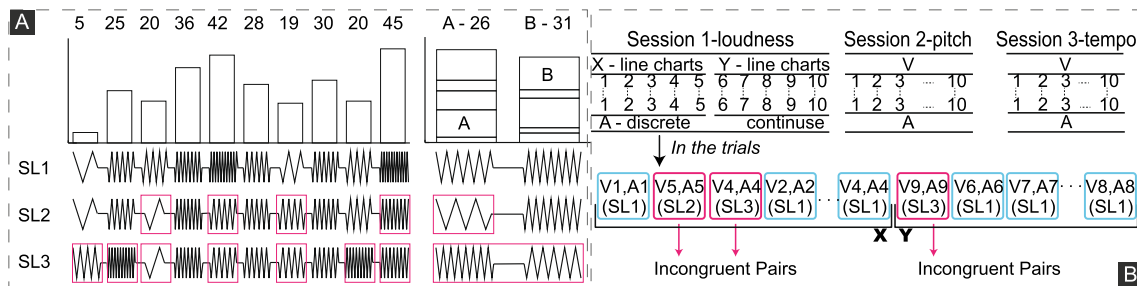 A
5 25 20 36 42 28 19 30 20 45
A - 26 B - 31
B
A
SL1
SL2
SL3
Session 1-loudness
X - line charts Y - line charts
1 2 3 4 5 6 7 8 9 10
1 2 3 4 5 6 7 8 9 10
A - discrete continuse
Session 2-pitch
V
1 2 3 ..... 10
1 2 3 ..... 10
A
Session 3-tempo
V
1 2 3 ..... 10
1 2 3 ..... 10
A
In the trials
V1,A1 V5,A5 V4,A4 V2,A2 ... V4,A4 V9,A9 V6,A6 V7,A7 ... V8,A8
(SL1) (SL2) (SL3) (SL1) (SL1) (SL3) (SL1) (SL1) (SL1)
X Y
Incongruent Pairs Incongruent Pairs
B